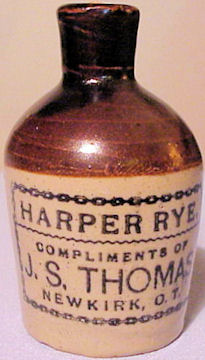 HARPER RYE,
COMPLIMENTS OF
J. S. THOMAS
NEWKIRK, O. T.